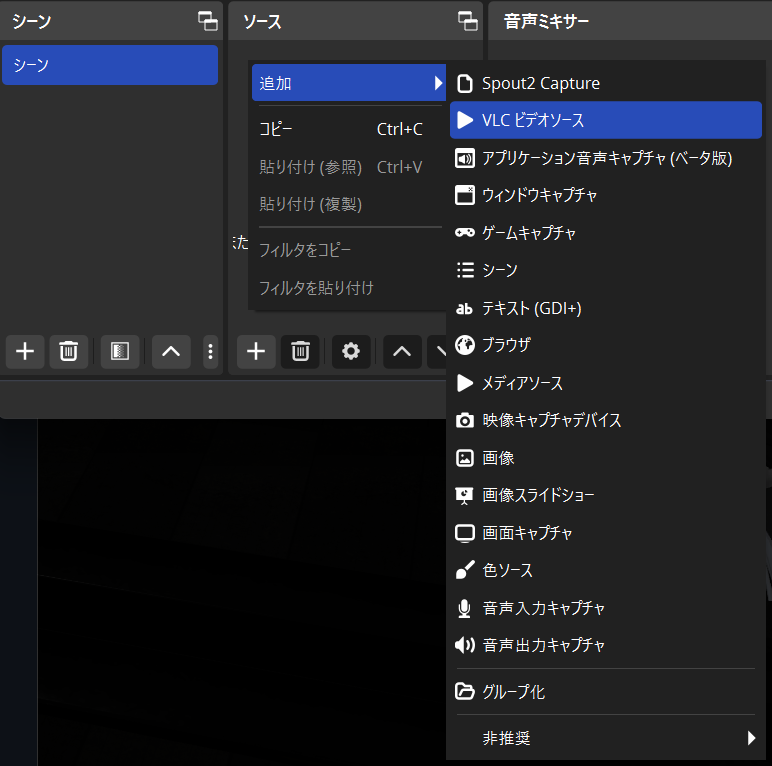 シーン
ソース
音声ミキサー
シーン
追加
コピー Ctrl+C
貼り付け (参照) Ctrl+V
貼り付け (複製)
フィルタをコピー
フィルタを貼り付け
また
Spout2 Capture
VLC ビデオソース
アプリケーション音声キャプチャ (ベータ版)
ウィンドウキャプチャ
ゲームキャプチャ
シーン
テキスト (GDI+)
ブラウザ
メディアソース
映像キャプチャデバイス
画像
画像スライドショー
画面キャプチャ
色ソース
音声入力キャプチャ
音声出力キャプチャ
グループ化
非推奨